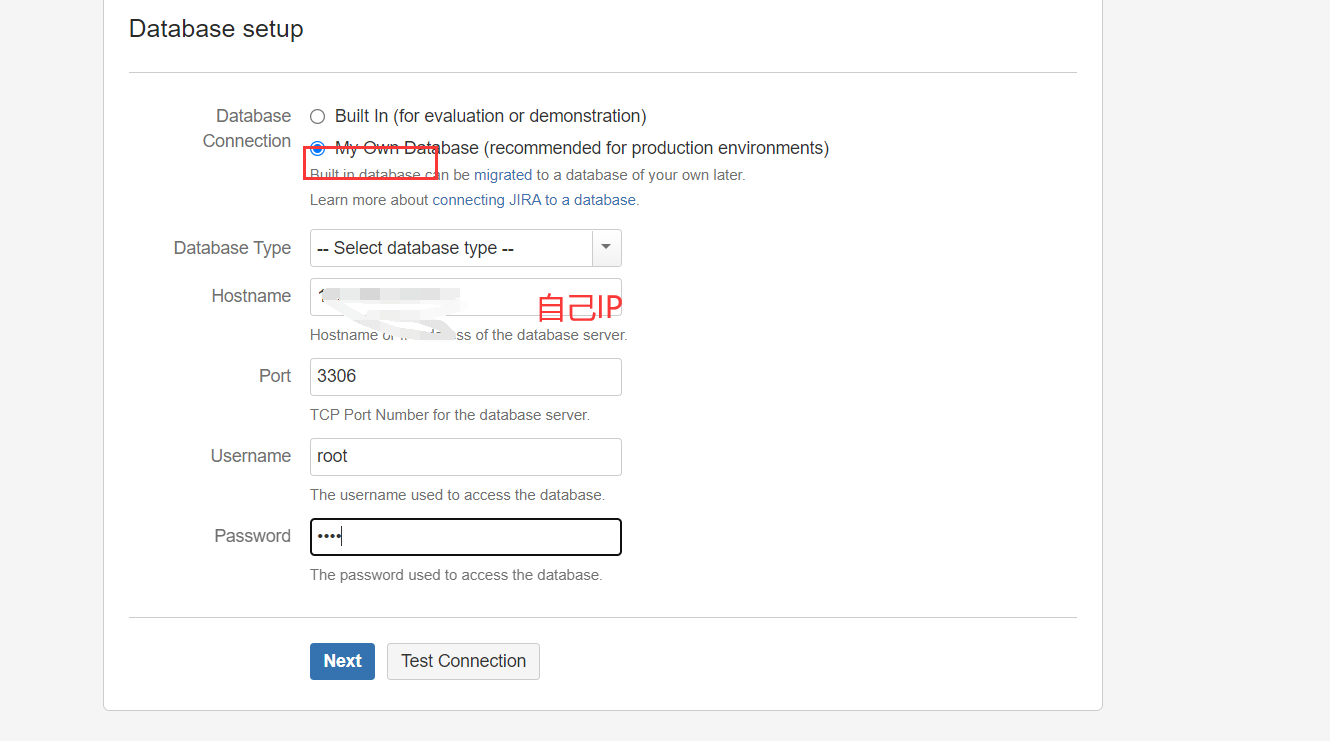 Database setup
Database Connection
Built In (for evaluation or demonstration)
My Own Database (recommended for production environments)
Built in database can be migrated to a database of your own later.
Learn more about connecting JIRA to a database.
Database Type
-- Select database type --
Hostname
自己IP
Hostname of the database server.
Port
3306
TCP Port Number for the database server.
Username
root
The username used to access the database.
Password
••••
The password used to access the database.
Next
Test Connection